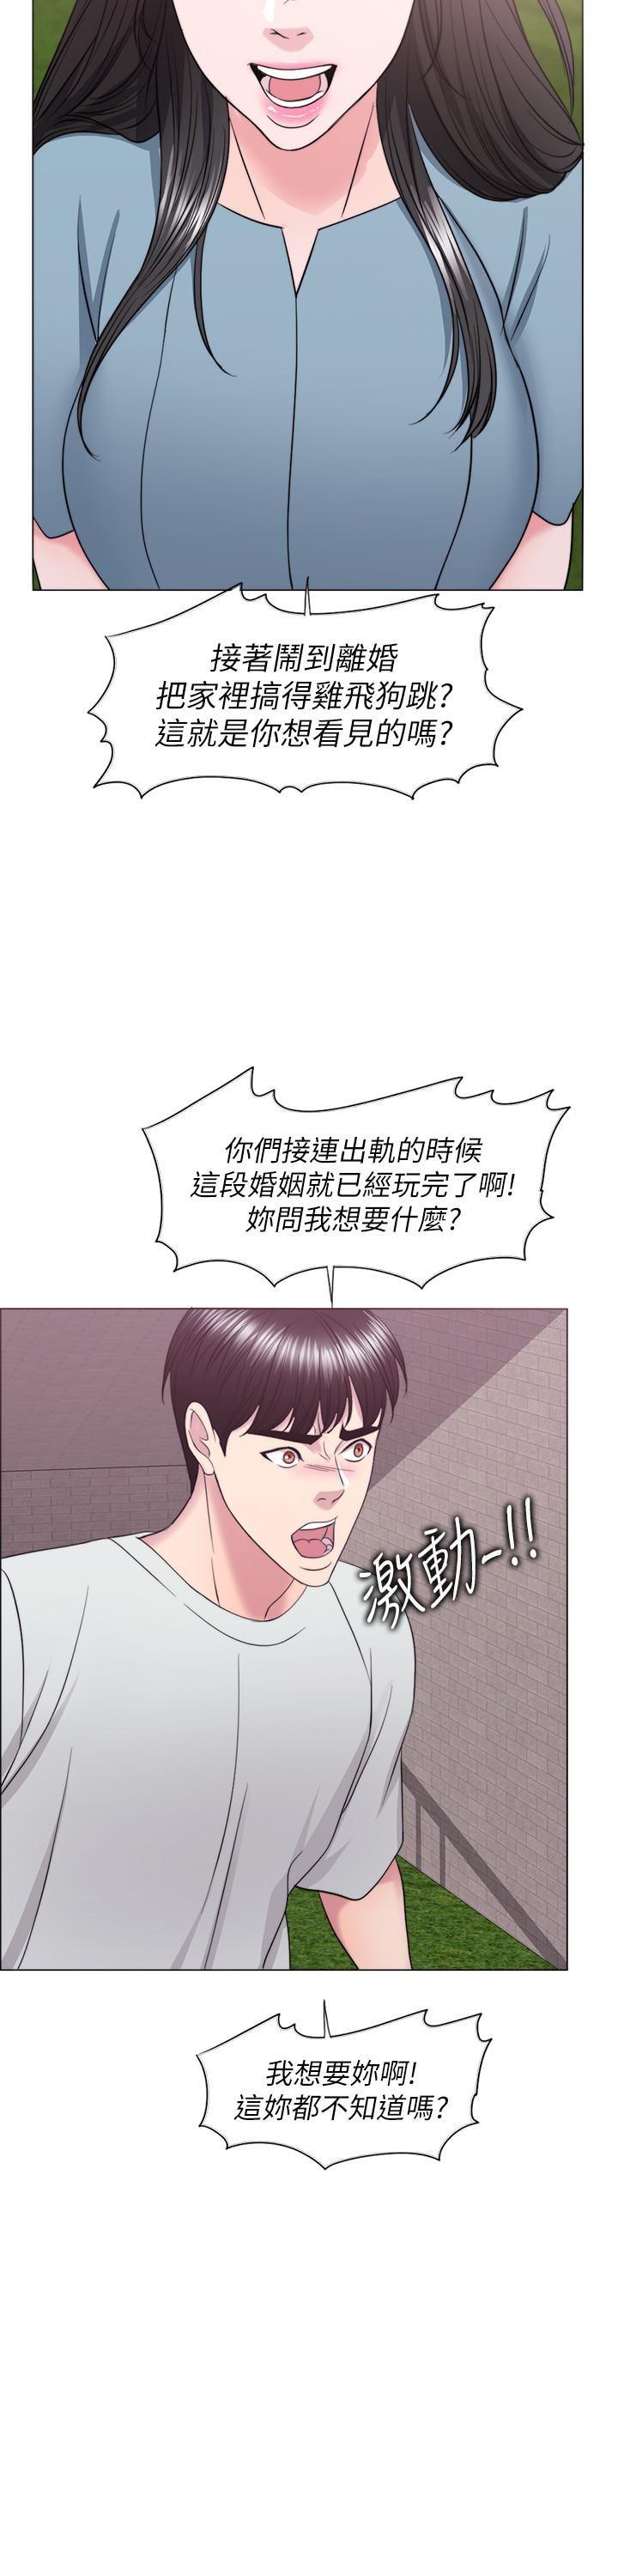 接著鬧到離婚
把家裡搞得雞飛狗跳?
這就是你想看見的嗎?
你們接連出軌的時候
這段婚姻就已經玩完了啊!
妳問我想要什麼?
激動-!!
我想要妳啊!
這妳都不知道嗎?